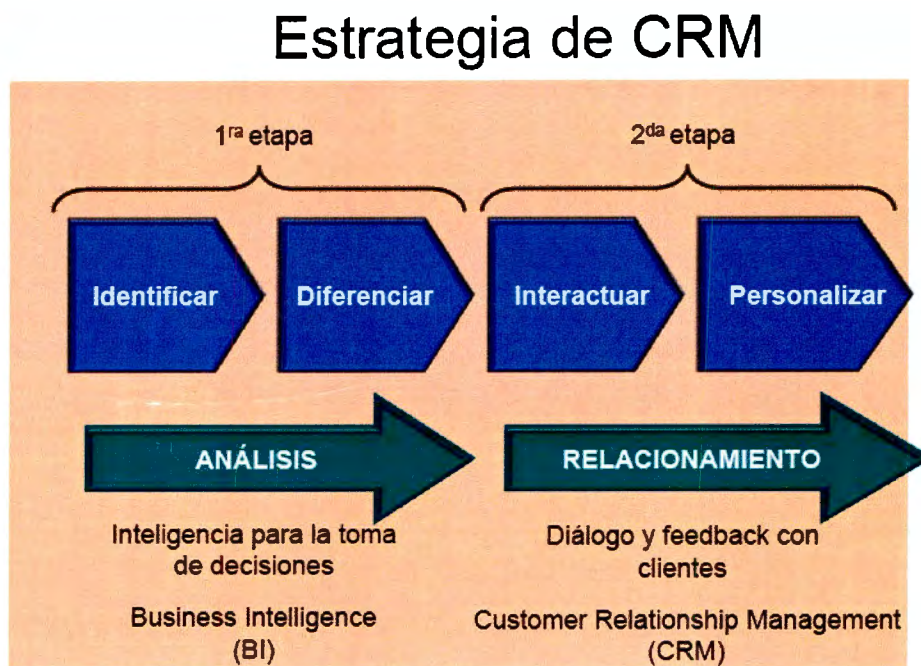 Estrategia de CRM
1ra etapa
2da etapa
Identificar
Diferenciar
Interactuar
Personalizar
ANÁLISIS
RELACIONAMIENTO
Inteligencia para la toma
de decisiones
Diálogo y feedback con
clientes
Business Intelligence
(BI)
Customer Relationship Management
(CRM)